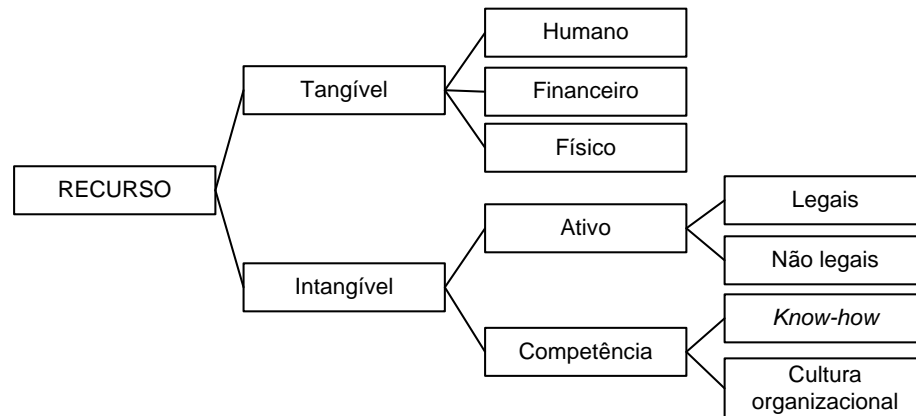 Humano
Tangível
Financeiro
Físico
RECURSO
Legais
Ativo
Não legais
Intangível
Know-how
Competência
Cultura
organizacional